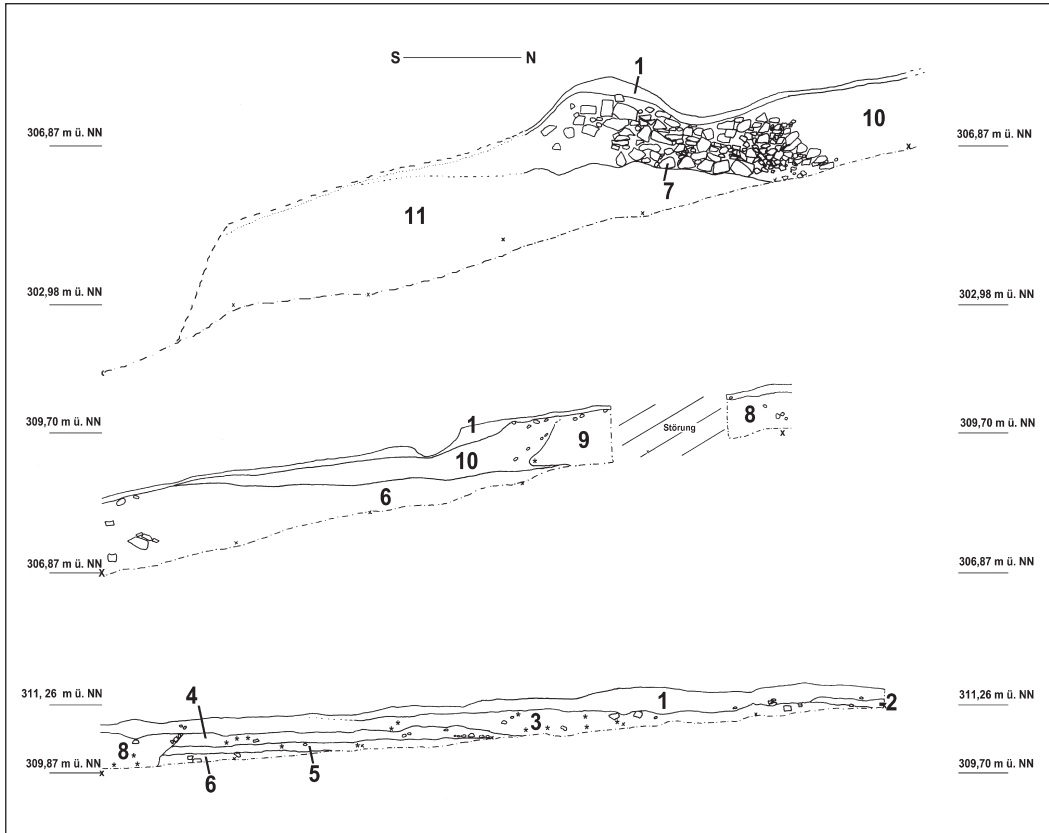 S N
1
306,87 m ü. NN
10
306,87 m ü. NN
7
11
302,98 m ü. NN
302,98 m ü. NN
309,70 m ü. NN
1
10
9
Störung
8
309,70 m ü. NN
6
306,87 m ü. NN
306,87 m ü. NN
311, 26 m ü. NN
4
1
2
311,26 m ü. NN
3
8
6
5
309,87 m ü. NN
309,70 m ü. NN